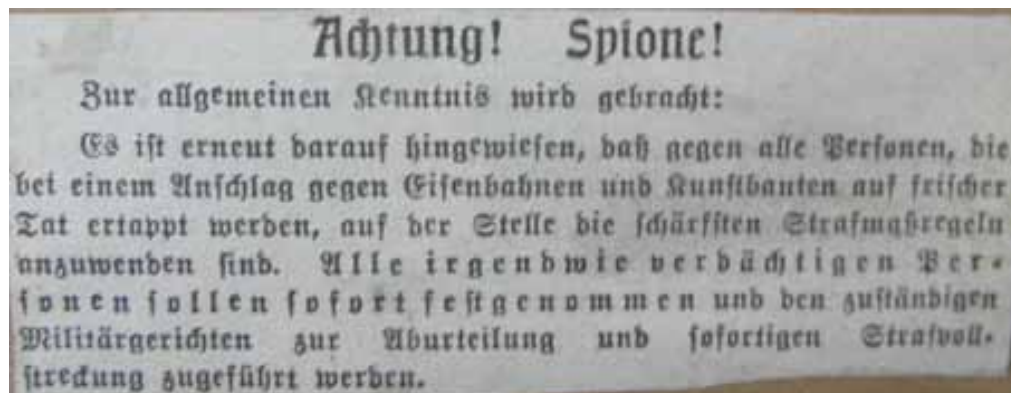 Achtung! Spione!
Zur allgemeinen Kenntnis wird gebracht:
Es ist erneut darauf hingewiesen, daß gegen alle Personen, die
bei einem Anschlag gegen Eisenbahnen und Kunstbauten auf frischer
Tat ertappt werden, auf der Stelle die schärfsten Strafmaßregeln
anzuwenden sind. Alle irgendwie verdächtigen Per-
sonen sollen sofort festgenommen und den zuständigen
Militärgerichten zur Aburteilung und sofortigen Strafvoll-
streckung zugeführt werden.